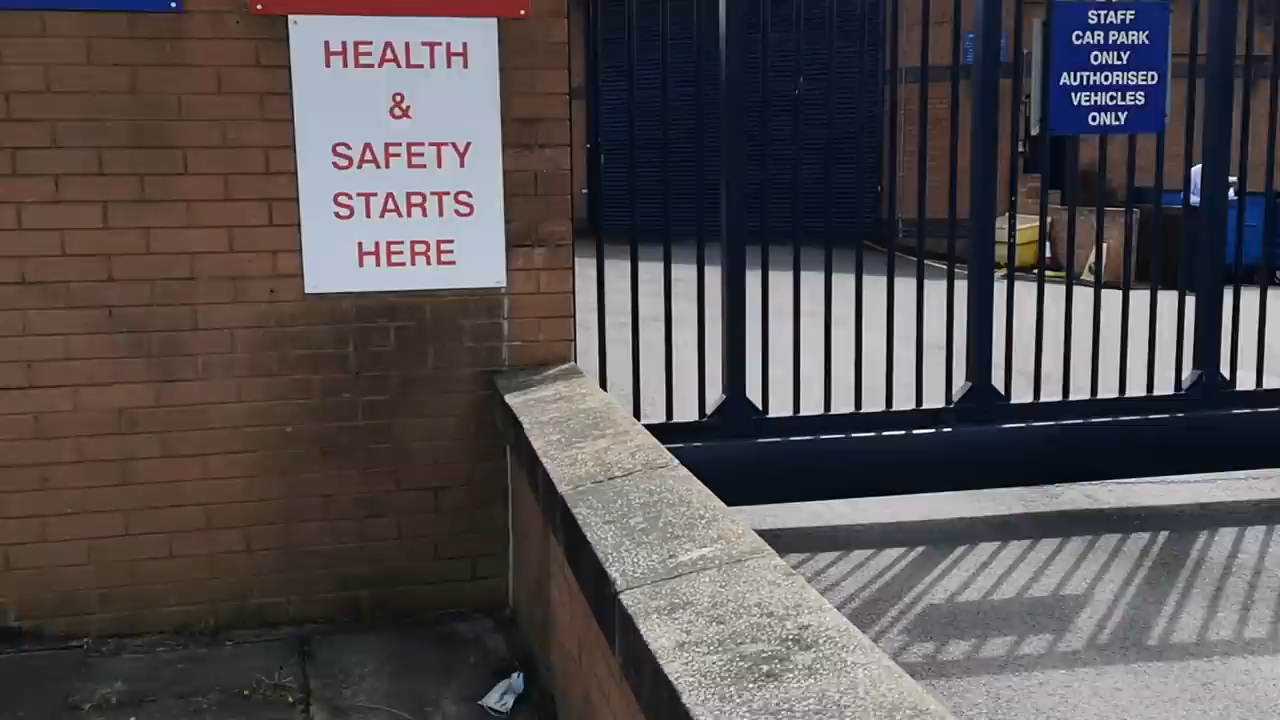 HEALTH
&
SAFETY
STARTS
HERE
STAFF
CAR PARK
ONLY
AUTHORISED
VEHICLES
ONLY